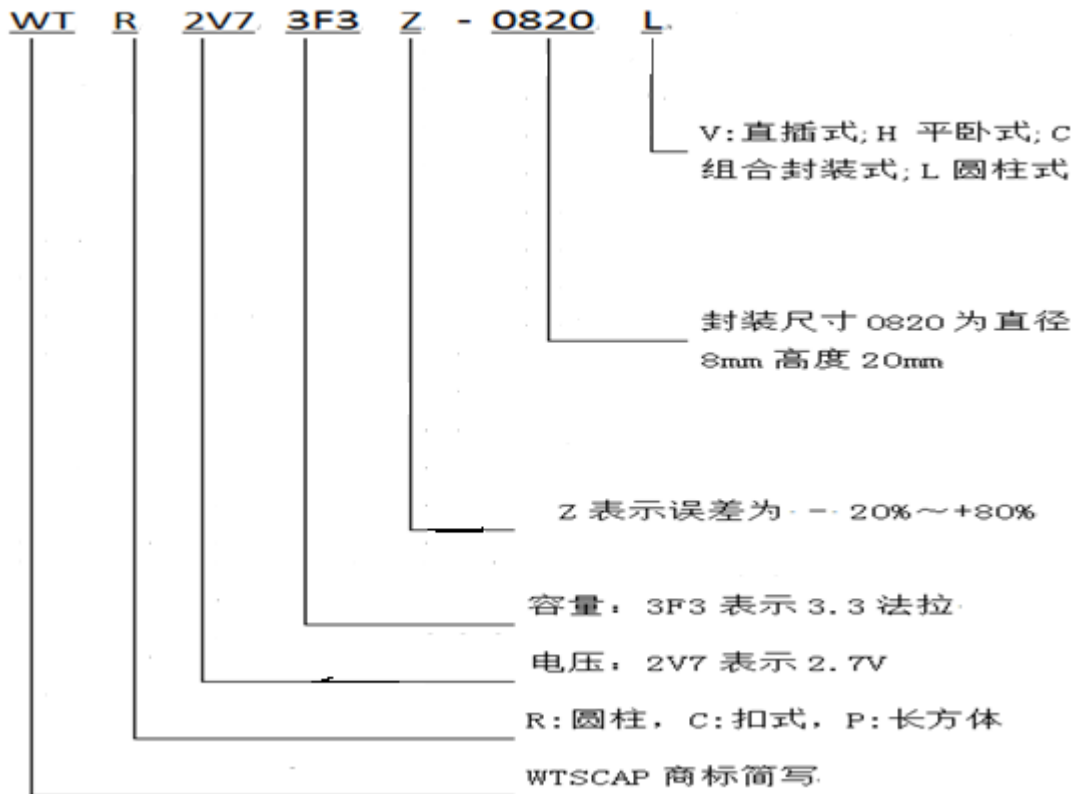 WT R 2V7 3F3 Z - 0820 L
V:直插式;H 平卧式;C
组合封装式;L 圆柱式
封装尺寸 0820 为直径
8mm 高度 20mm
Z 表示误差为 - 20%~+80%
容量: 3F3 表示 3.3 法拉
电压: 2V7 表示 2.7V
R:圆柱, C:扣式, P:长方体
WTSCAP 商标简写